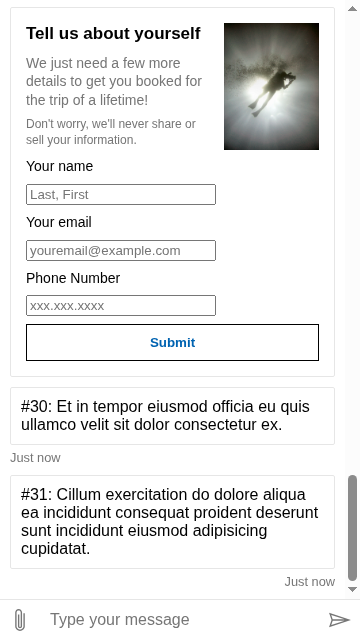 Tell us about yourself
We just need a few more
details to get you booked for
the trip of a lifetime!
Don't worry, we'll never share or
sell your information.
Your name
Last, First
Your email
youremail@example.com
Phone Number
xxx.xxx.xxxx
Submit
#30: Et in tempor eiusmod officia eu quis
ullamco velit sit dolor consectetur ex.
Just now
#31: Cillum exercitation do dolore aliqua
ea incididunt consequat proident deserunt
sunt incididunt eiusmod adipisicing
cupidatat.
Just now
Type your message